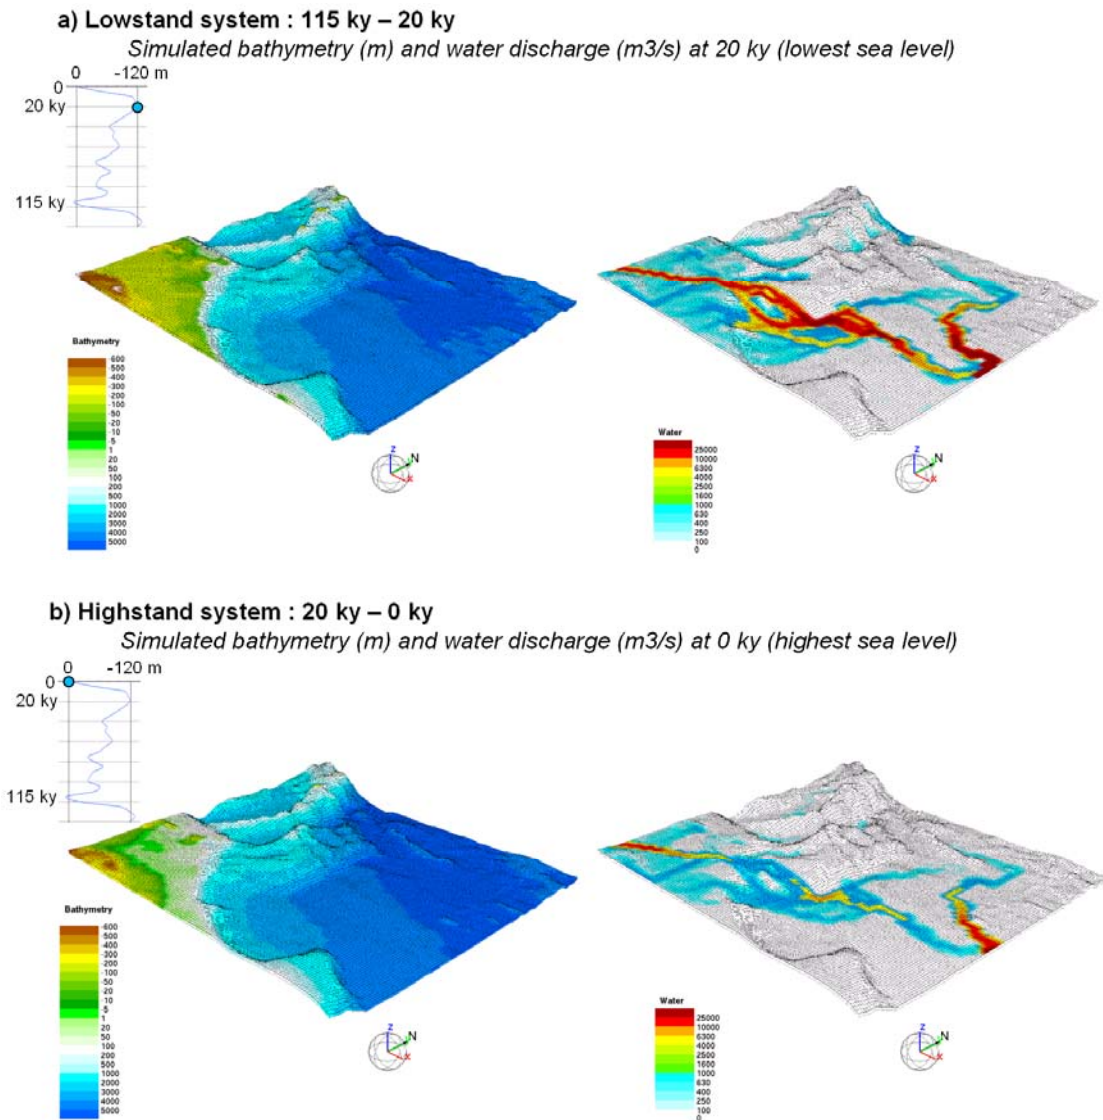 a) Lowstand system : 115 ky – 20 ky
Simulated bathymetry (m) and water discharge (m3/s) at 20 ky (lowest sea level)
0 -120 m
0
20 ky
115 ky
Bathymetry
-600
-500
-400
-300
-200
-100
-50
-20
-10
5
1
20
50
100
200
500
1000
2000
3000
4000
5000
Z
N
X
Water
25000
10000
6300
4000
2500
1600
1000
630
400
250
100
0
Z
N
X
b) Highstand system : 20 ky – 0 ky
Simulated bathymetry (m) and water discharge (m3/s) at 0 ky (highest sea level)
0 -120 m
0
20 ky
115 ky
Bathymetry
-600
-500
-400
-300
-200
-100
-50
-20
-10
5
1
20
50
100
200
500
1000
2000
3000
4000
5000
Z
N
X
Water
25000
10000
6300
4000
2500
1600
1000
630
400
250
100
0
Z
N
X